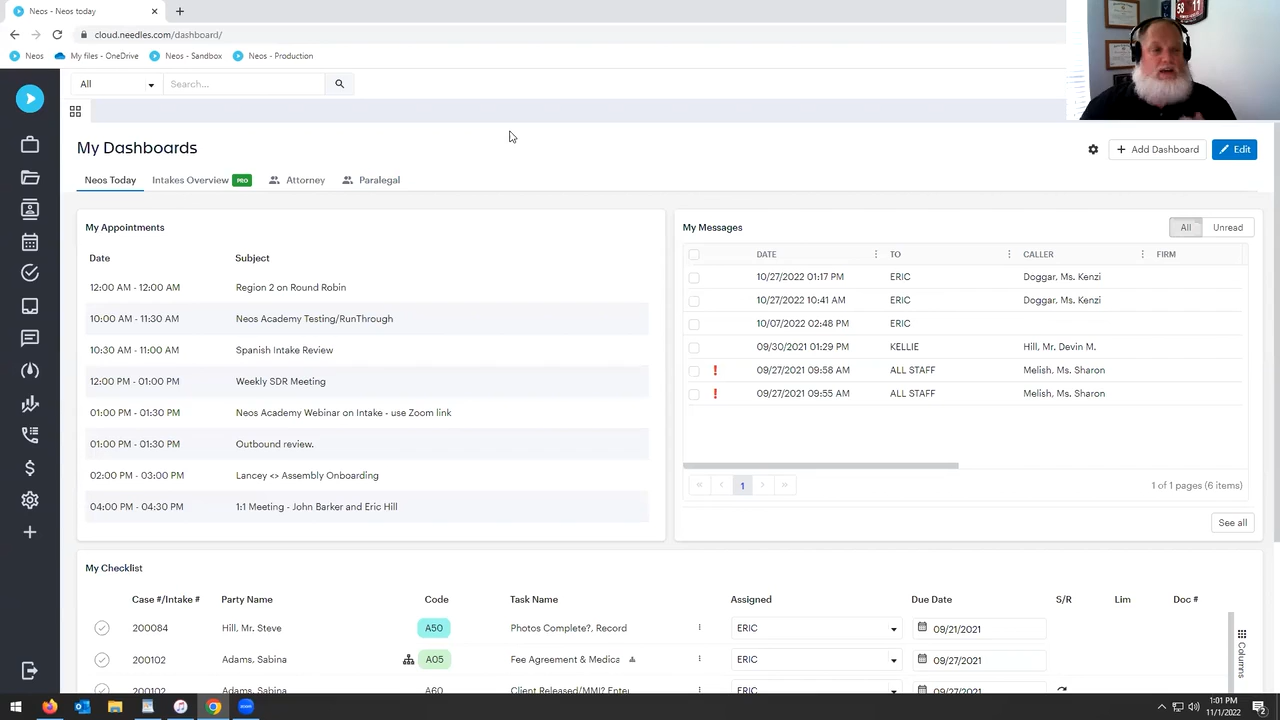 Neos - Neos today
cloud.needles.com/dashboard/
Neos My files - OneDrive Neos - Sandbox Neos - Production
All Search...
My Dashboards
Add Dashboard Edit
Neos Today Intakes Overview PRO Attorney Paralegal
My Appointments
Date Subject
12:00 AM - 12:00 AM Region 2 on Round Robin
10:00 AM - 11:30 AM Neos Academy Testing/RunThrough
10:30 AM - 11:00 AM Spanish Intake Review
12:00 PM - 01:00 PM Weekly SDR Meeting
01:00 PM - 01:30 PM Neos Academy Webinar on Intake - use Zoom link
01:00 PM - 01:30 PM Outbound review.
02:00 PM - 03:00 PM Lancey <> Assembly Onboarding
04:00 PM - 04:30 PM 1:1 Meeting - John Barker and Eric Hill
My Messages All Unread
DATE TO CALLER FIRM
10/27/2022 01:17 PM ERIC Doggar, Ms. Kenzi
10/27/2022 10:41 AM ERIC Doggar, Ms. Kenzi
10/07/2022 02:48 PM ERIC
09/30/2021 01:29 PM KELLIE Hill, Mr. Devin M.
! 09/27/2021 09:58 AM ALL STAFF Melish, Ms. Sharon
! 09/27/2021 09:55 AM ALL STAFF Melish, Ms. Sharon
« ‹ 1 › » 1 of 1 pages (6 items)
See all
My Checklist
Case #/Intake # Party Name Code Task Name Assigned Due Date S/R Lim Doc #
200084 Hill, Mr. Steve A50 Photos Complete?, Record ERIC 09/21/2021
200102 Adams, Sabina A05 Fee Agreement & Medica ERIC 09/27/2021
200102 Adams, Sabina A60 Client Released/MMI? Enter ERIC 09/27/2021
Columns
1:01 PM
11/1/2022
2
58 11